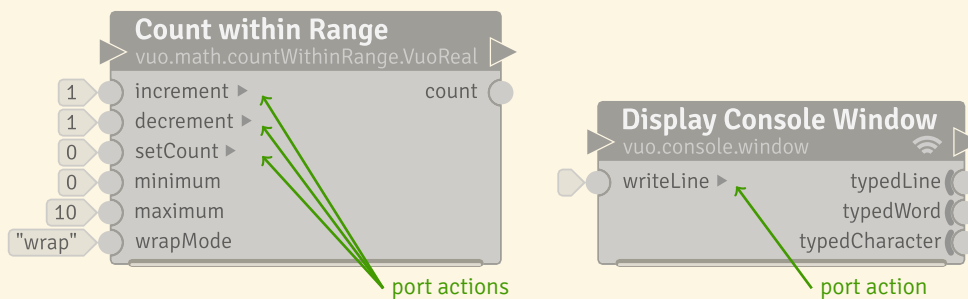 Count within Range
vuo.math.countWithinRange.VuoReal
1 increment count
1 decrement
0 setCount
0 minimum
10 maximum
"wrap" wrapMode
port actions
Display Console Window
vuo.console.window
writeLine typedLine
typedWord
typedCharacter
port action